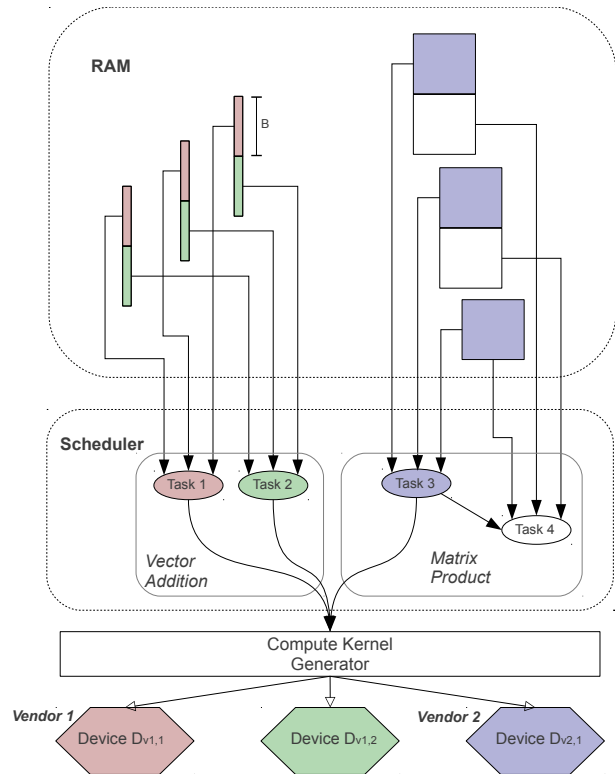 RAM
B
Scheduler
Task 1
Task 2
Task 3
Task 4
Vector
Addition
Matrix
Product
Compute Kernel
Generator
Vendor 1
Vendor 2
Device Dv1,1
Device Dv1,2
Device Dv2,1